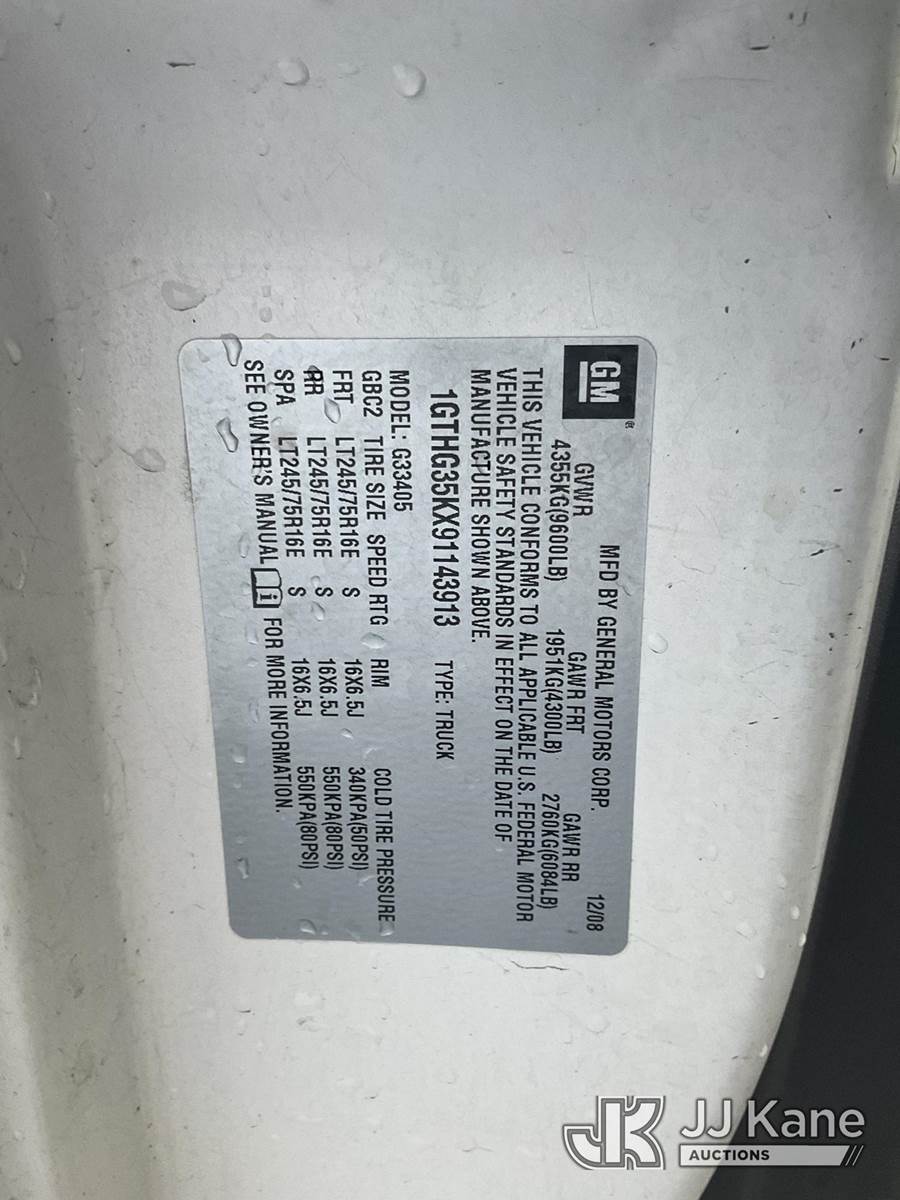 GM®
MFD BY GENERAL MOTORS CORP. 12/08
GVWR GAWR FRT GAWR RR
4355KG(9600LB) 1951KG(4300LB) 2760KG(6084LB)
THIS VEHICLE CONFORMS TO ALL APPLICABLE U.S. FEDERAL MOTOR
VEHICLE SAFETY STANDARDS IN EFFECT ON THE DATE OF
MANUFACTURE SHOWN ABOVE.
1GTHG35KX91143913 TYPE: TRUCK
MODEL: G33405
GBC2 TIRE SIZE SPEED RTG RIM COLD TIRE PRESSURE
FRT LT245/75R16E S 16X6.5J 340KPA(50PSI)
RR LT245/75R16E S 16X6.5J 550KPA(80PSI)
SPA LT245/75R16E S 16X6.5J 550KPA(80PSI)
SEE OWNER'S MANUAL i FOR MORE INFORMATION.
JK JJ Kane
AUCTIONS